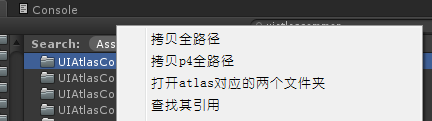 Console
Search: Ass
UIAtlasCo
UIAtlasCo
UIAtlasCo
UIAtlasCo
拷贝全路径
拷贝p4全路径
打开atlas对应的两个文件夹
查找其引用